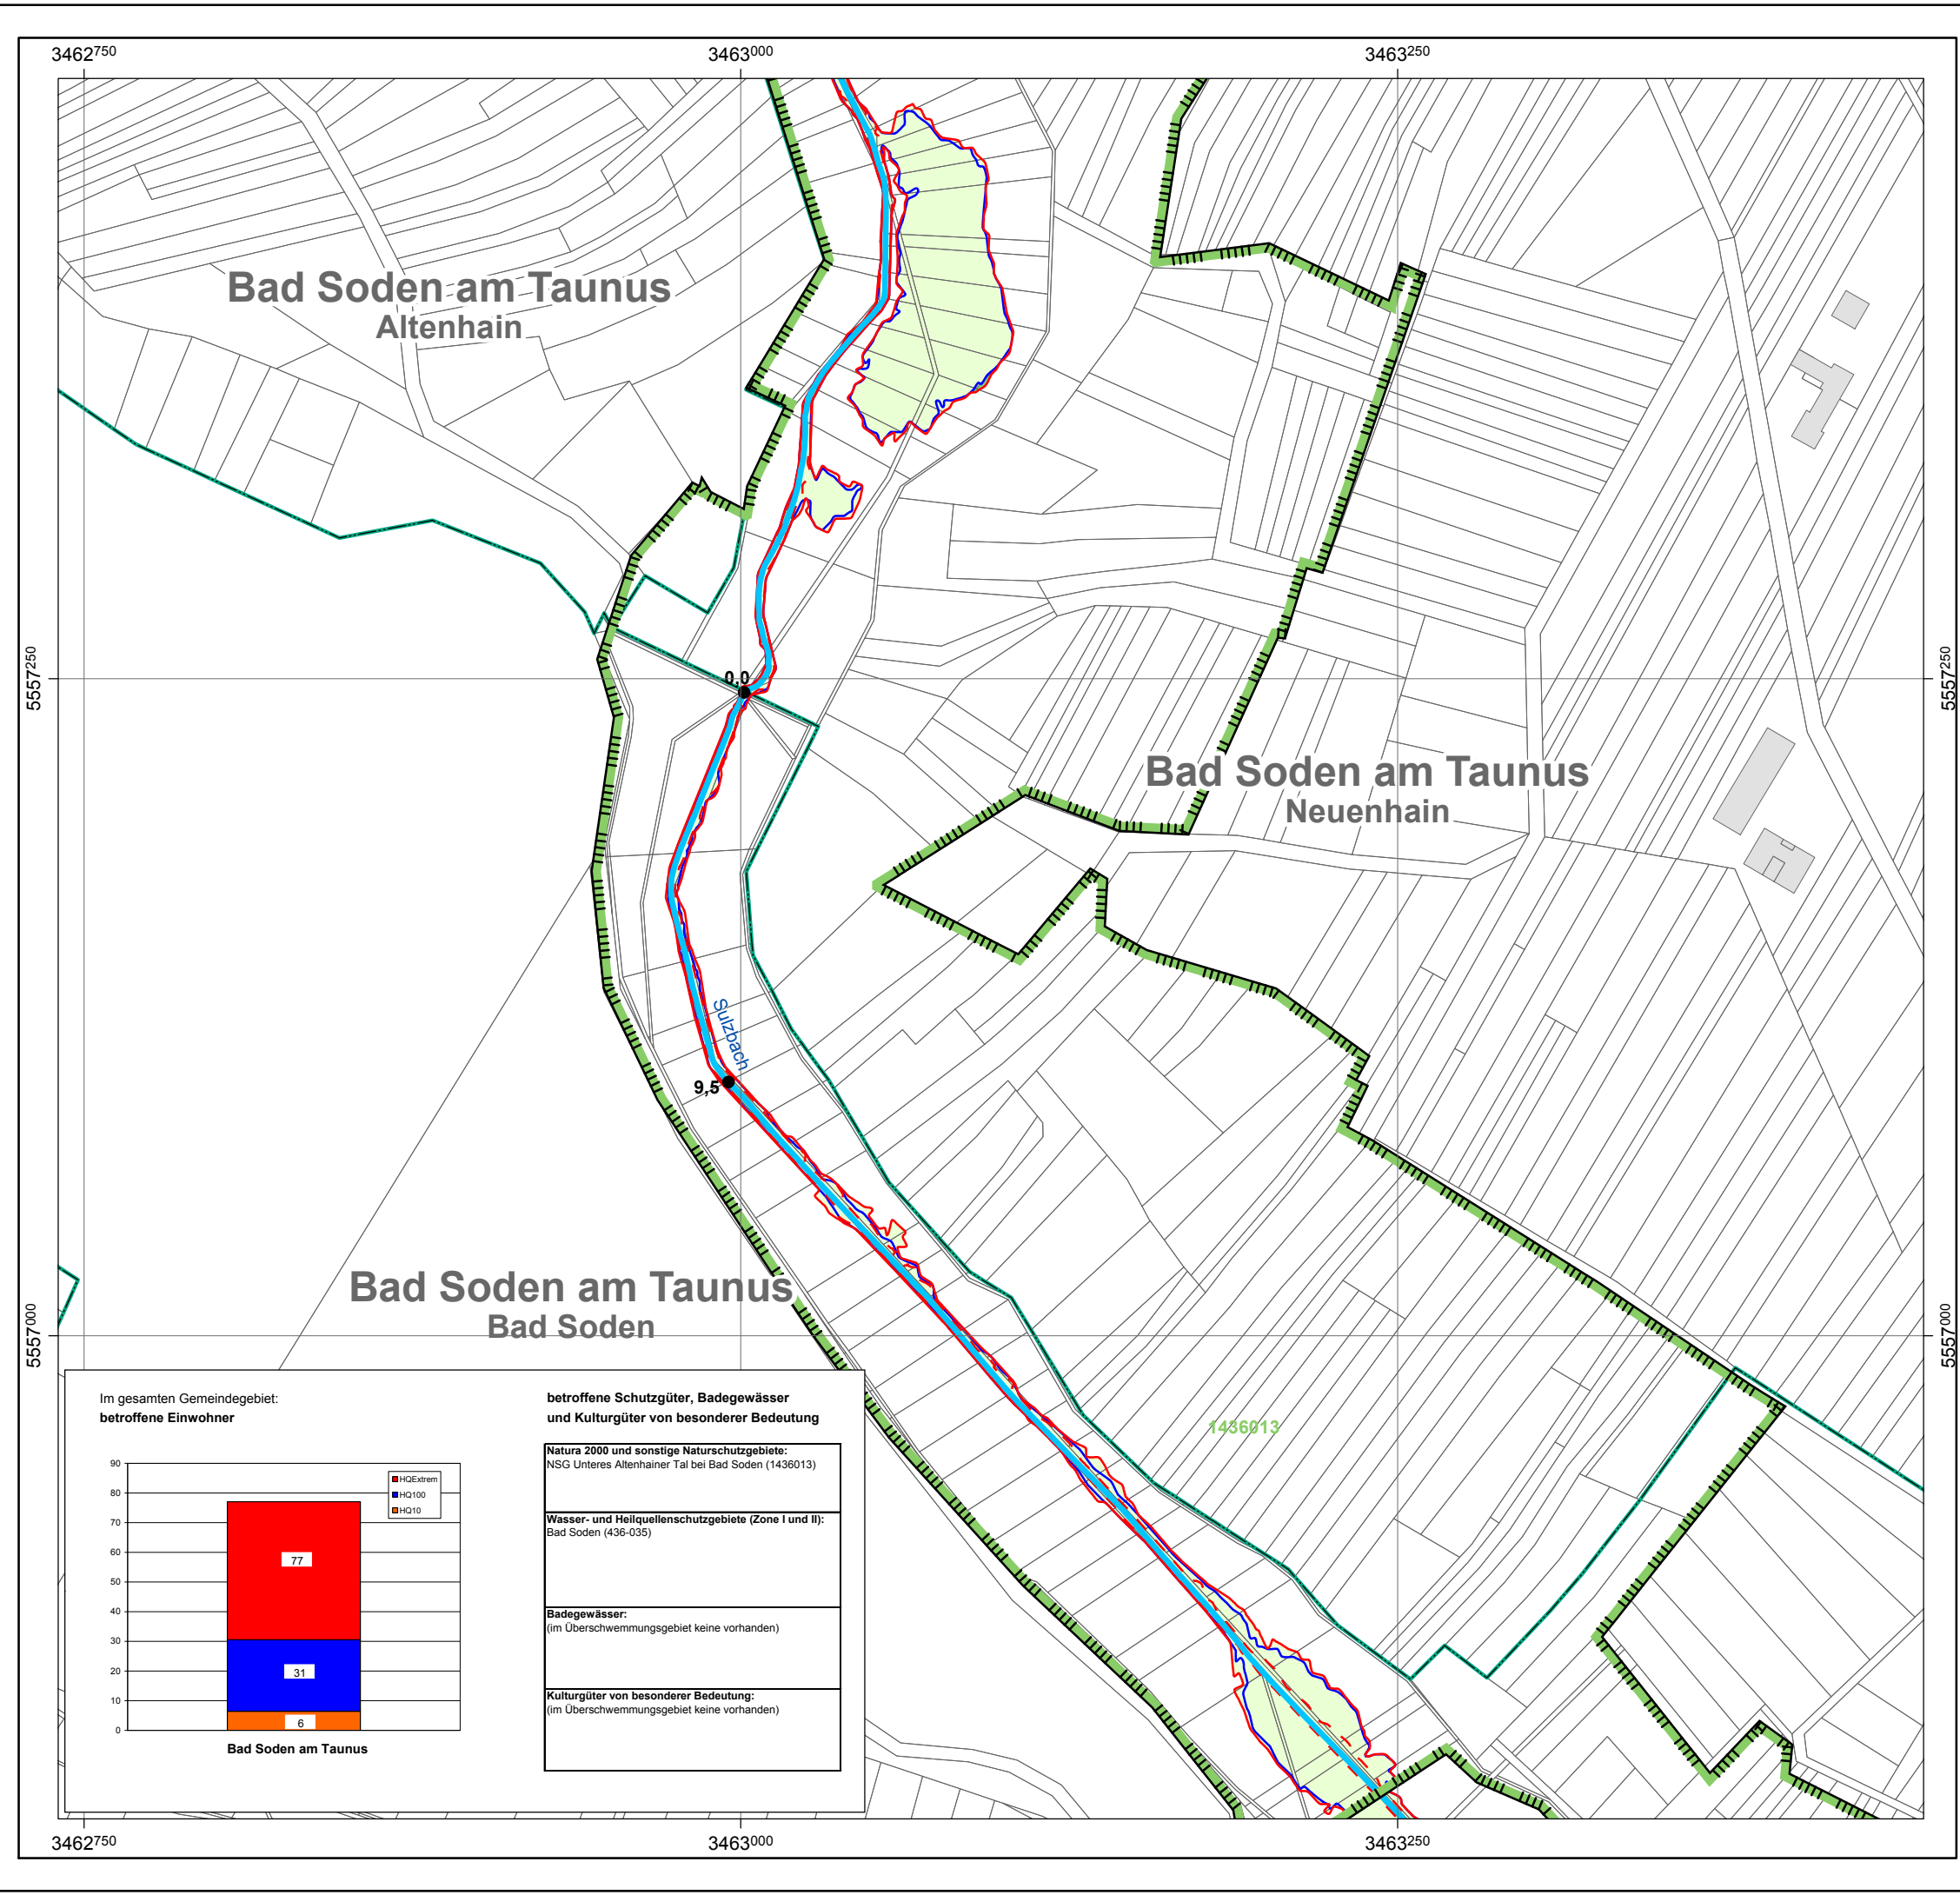 3462750 3463000 3463250
Bad Soden am Taunus
Altenhain
5557250 5557250
0,0
Bad Soden am Taunus
Neuenhain
Sulzbach
9,5
Bad Soden am Taunus
Bad Soden
5557000 5557000
1436013
Im gesamten Gemeindegebiet:
betroffene Einwohner
90
80
70
60
50
40
30
20
10
0
HQExtrem
HQ100
HQ10
77
31
6
Bad Soden am Taunus
betroffene Schutzgüter, Badegewässer
und Kulturgüter von besonderer Bedeutung
Natura 2000 und sonstige Naturschutzgebiete:
NSG Unteres Altenhainer Tal bei Bad Soden (1436013)
Wasser- und Heilquellenschutzgebiete (Zone I und II):
Bad Soden (436-035)
Badegewässer:
(im Überschwemmungsgebiet keine vorhanden)
Kulturgüter von besonderer Bedeutung:
(im Überschwemmungsgebiet keine vorhanden)
3462750 3463000 3463250